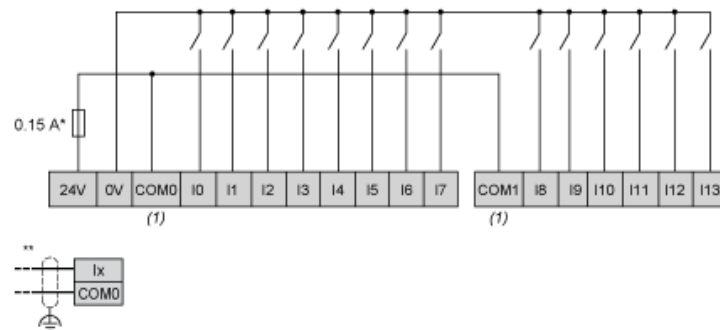 0.15 A*
24V 0V COM0 I0 I1 I2 I3 I4 I5 I6 I7 COM1 I8 I9 I10 I11 I12 I13
(1) (1)
**
Ix
COM0